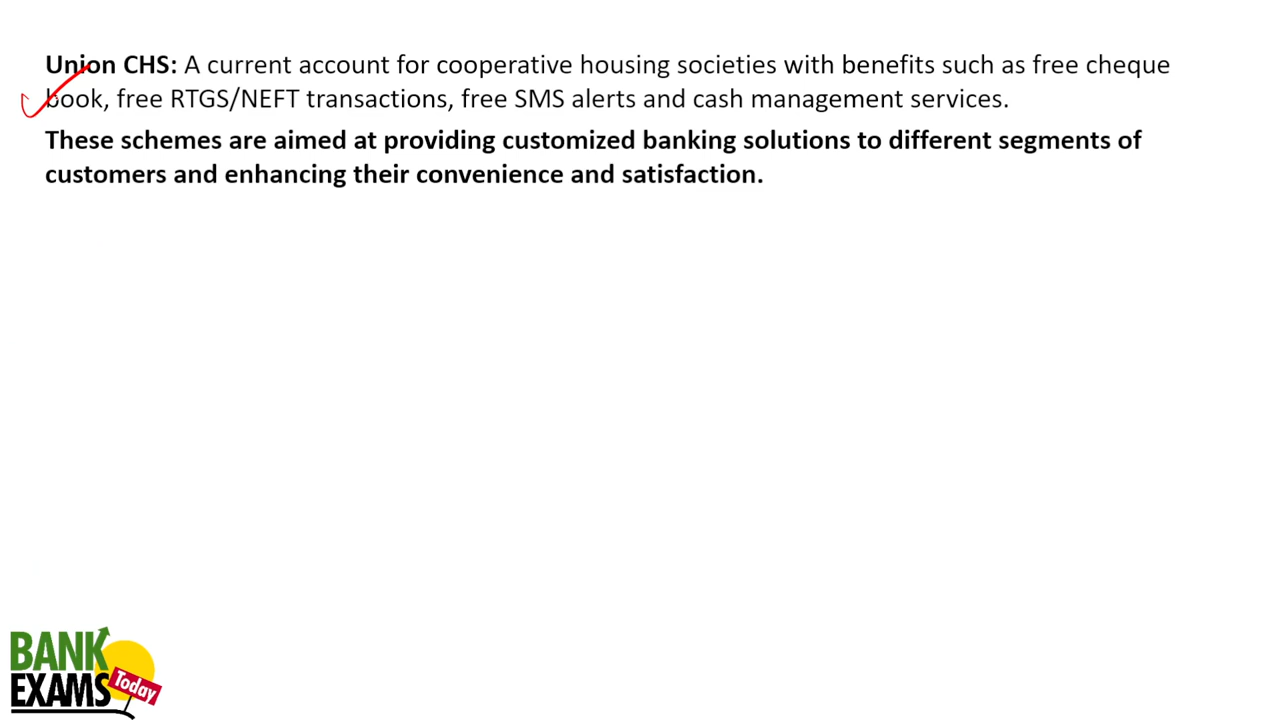 Union CHS: A current account for cooperative housing societies with benefits such as free cheque
book, free RTGS/NEFT transactions, free SMS alerts and cash management services.
These schemes are aimed at providing customized banking solutions to different segments of
customers and enhancing their convenience and satisfaction.
BANK
EXAMS Today